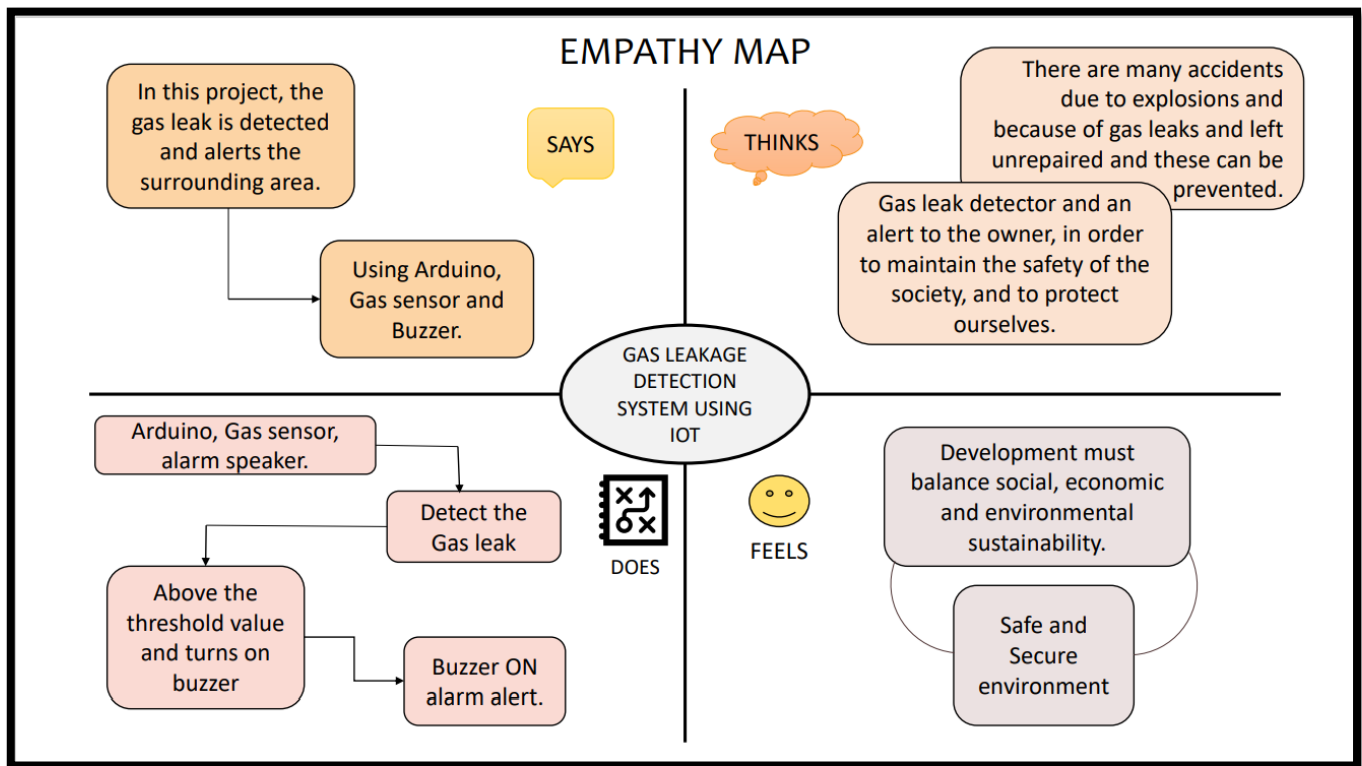 EMPATHY MAP
In this project, the
gas leak is detected
and alerts the
surrounding area.
SAYS
Using Arduino,
Gas sensor and
Buzzer.
THINKS
There are many accidents
due to explosions and
because of gas leaks and left
unrepaired and these can be
prevented.
Gas leak detector and an
alert to the owner, in order
to maintain the safety of the
society, and to protect
ourselves.
GAS LEAKAGE
DETECTION
SYSTEM USING
IOT
Arduino, Gas sensor,
alarm speaker.
Detect the
Gas leak
DOES
Above the
threshold value
and turns on
buzzer
Buzzer ON
alarm alert.
FEELS
Development must
balance social, economic
and environmental
sustainability.
Safe and
Secure
environment